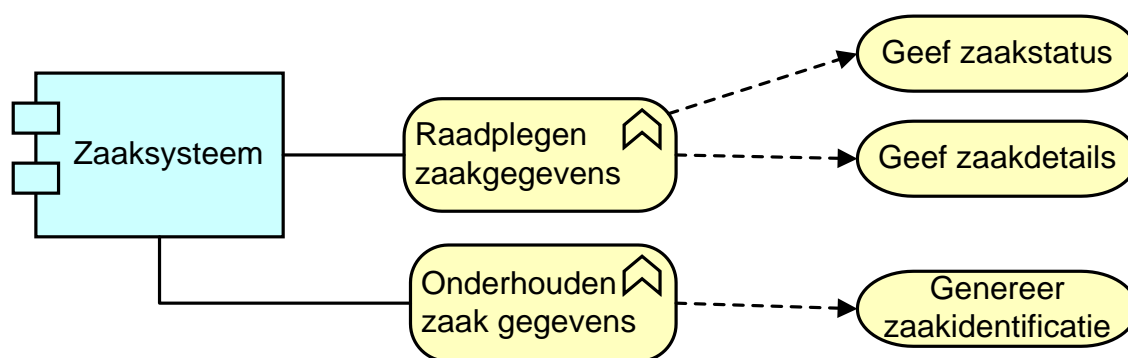 Geef zaakstatus
Zaaksysteem
Raadplegen
zaakgegevens
Geef zaakdetails
Onderhouden
zaak gegevens
Genereer
zaakidentificatie